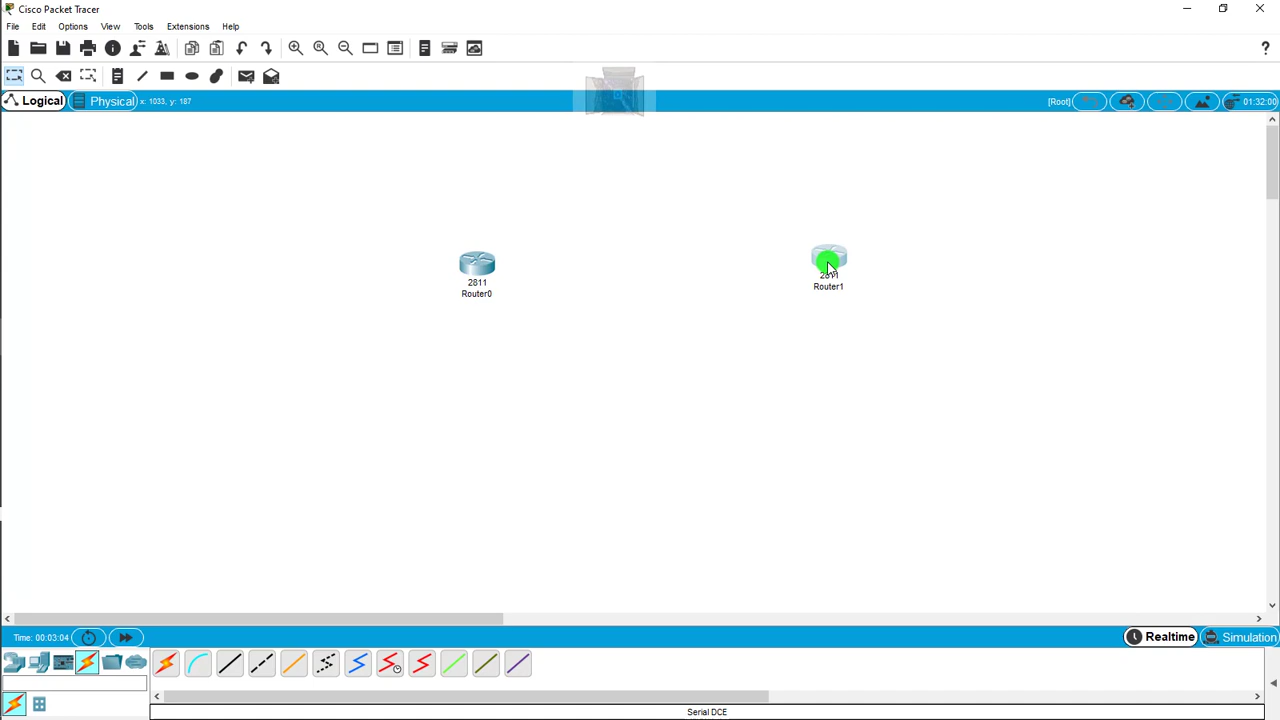 Cisco Packet Tracer
File Edit Options View Tools Extensions Help
Logical Physical x: 1033, y: 187 [Root] 01:32:00
2811
Router0
2811
Router1
Time: 00:03:04 Realtime Simulation
Serial DCE